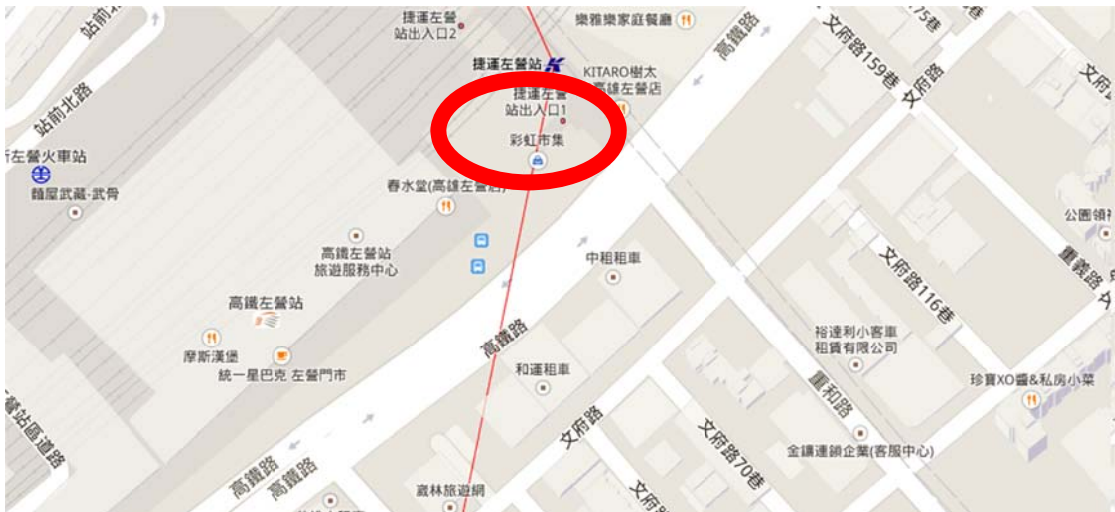 站前北路
捷運左營
站出入口2
樂雅樂家庭餐廳
高鐵路
文府路159巷
文府路
捷運左營站
KITARO樹太
高雄左營店
捷運左營
站出入口1
彩虹市集
站前北路
新左營火車站
麵屋武藏-武骨
春水堂(高雄左營店)
高鐵左營站
旅遊服務中心
中租租車
公園領
重義路
文府路116巷
高鐵左營站
摩斯漢堡
統一星巴克 左營門市
高鐵路
和運租車
裕達利小客車
租賃有限公司
重和路
珍寶XO醬&私房小菜
營站區道路
文府路
文府路70巷
金鑛連鎖企業(客服中心)
高鐵路
高鐵路
崴林旅遊網
文府